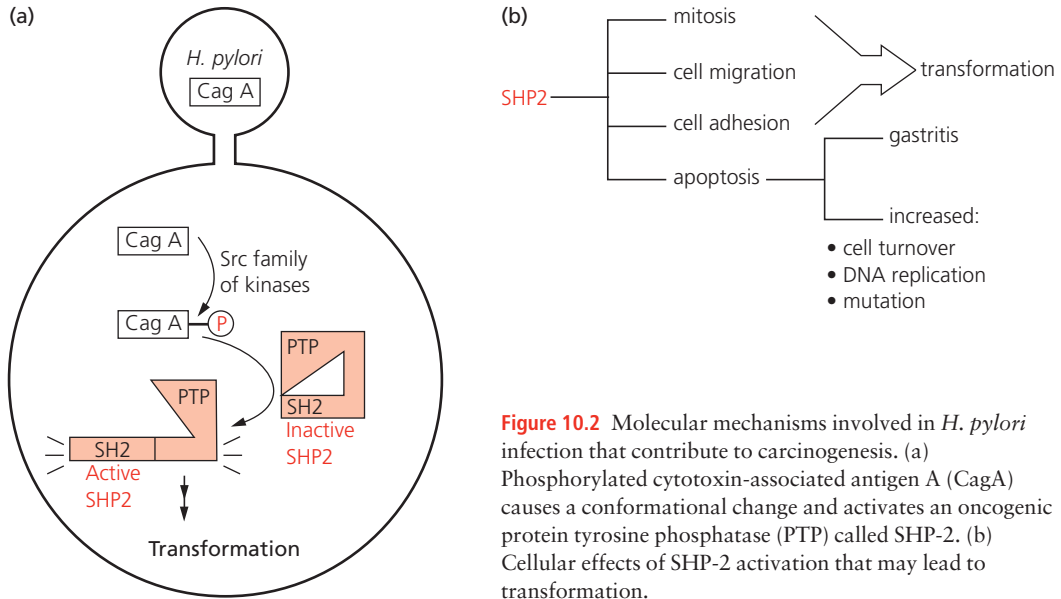 (a)
H. pylori
Cag A
Cag A
Src family
of kinases
Cag A
P
PTP
SH2
Inactive
SHP2
PTP
SH2
Active
SHP2
Transformation
(b)
SHP2
mitosis
cell migration
cell adhesion
apoptosis
transformation
gastritis
increased:
• cell turnover
• DNA replication
• mutation
Figure 10.2 Molecular mechanisms involved in H. pylori
infection that contribute to carcinogenesis. (a)
Phosphorylated cytotoxin-associated antigen A (CagA)
causes a conformational change and activates an oncogenic
protein tyrosine phosphatase (PTP) called SHP-2. (b)
Cellular effects of SHP-2 activation that may lead to
transformation.